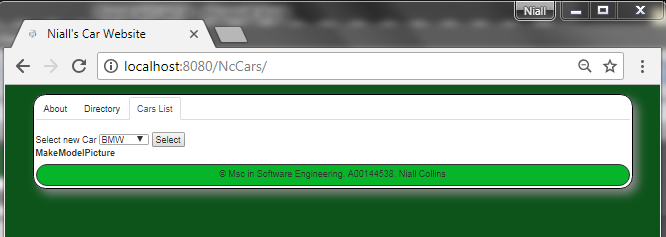 Niall
Niall's Car Website
localhost:8080/NcCars/
About Directory Cars List
Select new Car BMW Select
MakeModelPicture
© Msc in Software Engineering. A00144538. Niall Collins